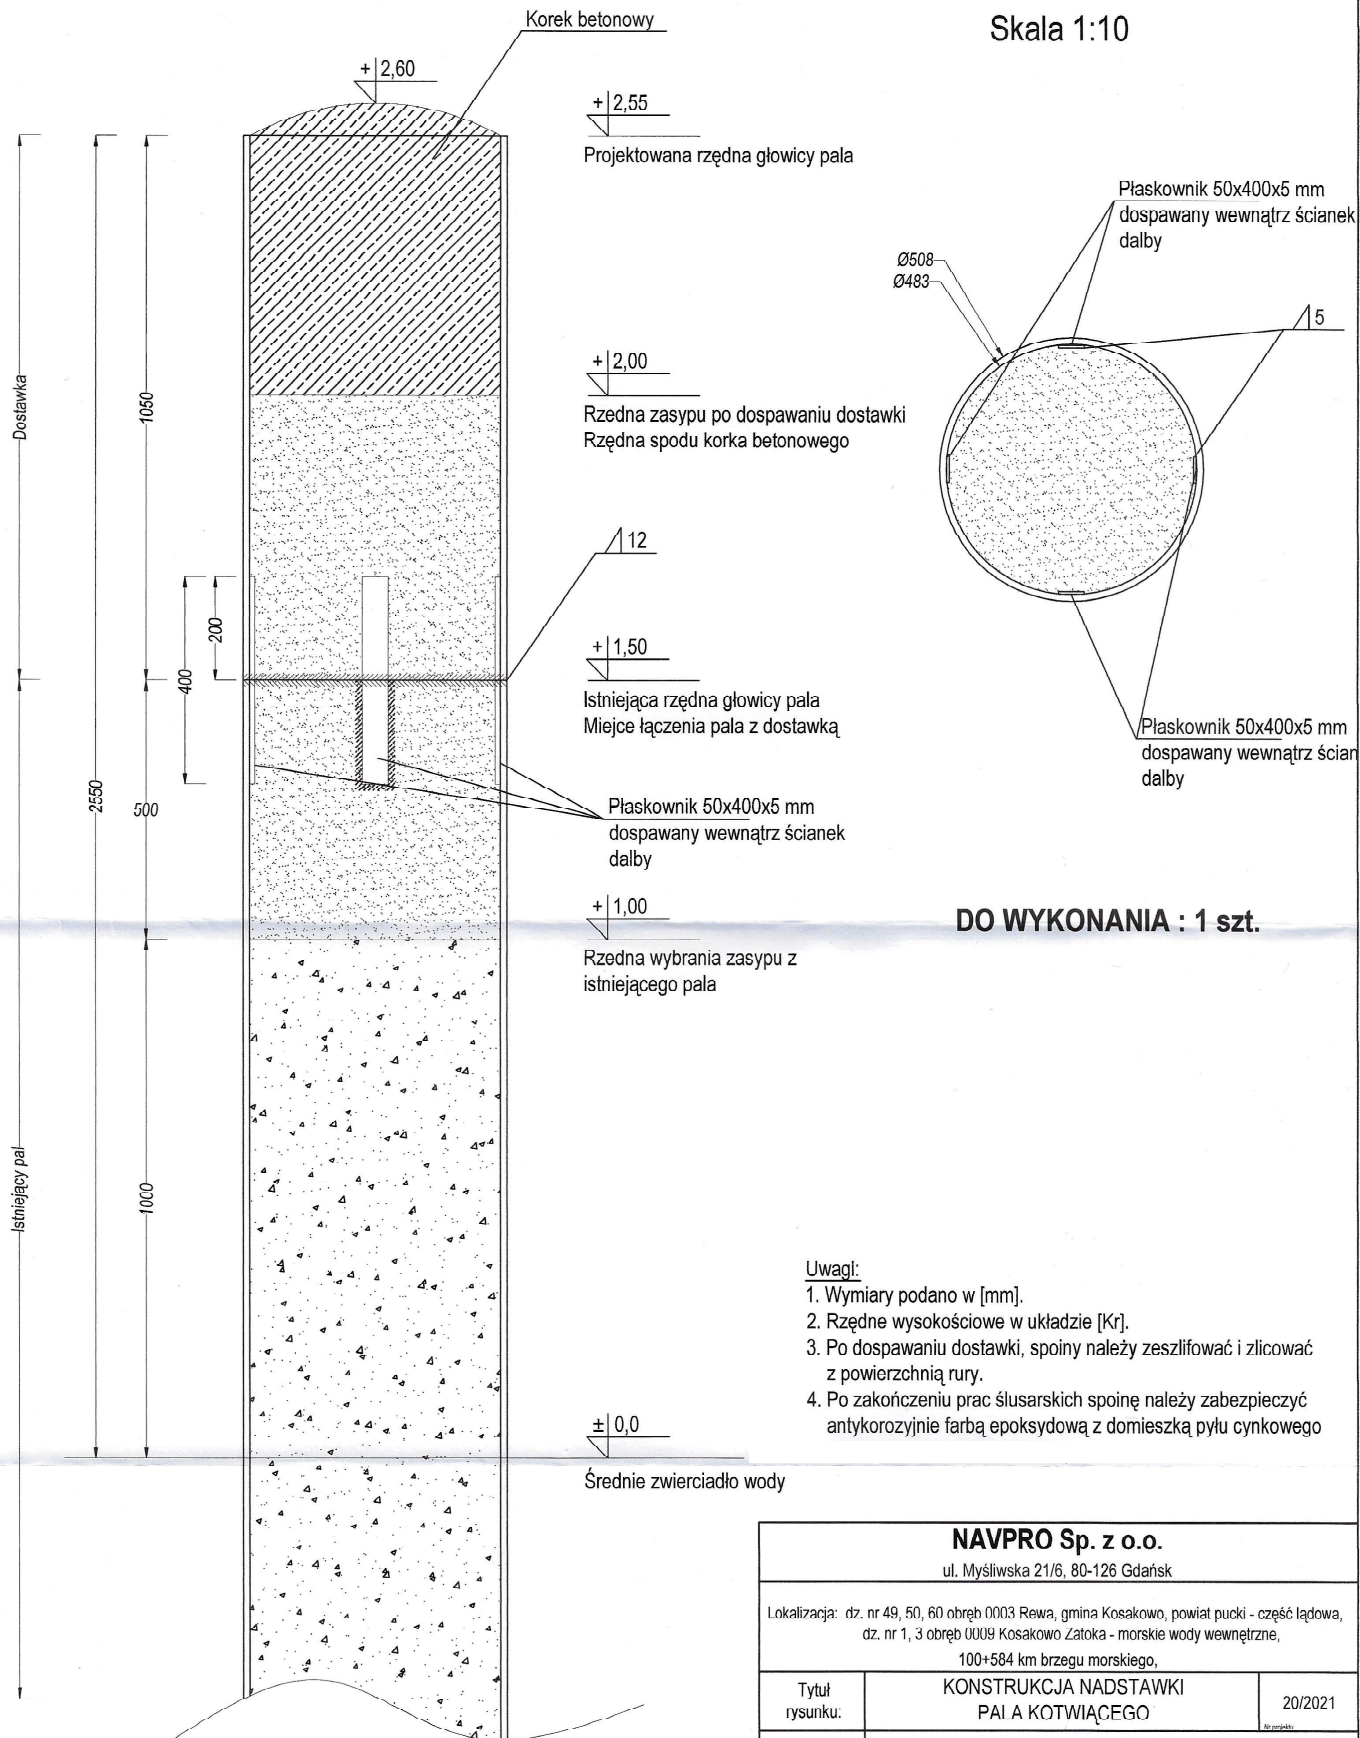 Korek betonowy
Skala 1:10
+ 2,60
+ 2,55
Projektowana rzędna głowicy pala
Płaskownik 50x400x5 mm
dospawany wewnątrz ścianek
dalby
Ø508
Ø483
5
+ 2,00
Rzedna zasypu po dospawaniu dostawki
Rzędna spodu korka betonowego
Dostawka
1050
12
200
400
+ 1,50
Istniejąca rzędna głowicy pala
Miejce łączenia pala z dostawką
Płaskownik 50x400x5 mm
dospawany wewnątrz ścian
dalby
2550
500
Płaskownik 50x400x5 mm
dospawany wewnątrz ścianek
dalby
+ 1,00
Rzedna wybrania zasypu z
istniejącego pala
DO WYKONANIA : 1 szt.
Istniejący pal
1000
Uwagi:
1. Wymiary podano w [mm].
2. Rzędne wysokościowe w układzie [Kr].
3. Po dospawaniu dostawki, spoiny należy zeszlifować i zlicować
z powierzchnią rury.
4. Po zakończeniu prac ślusarskich spoinę należy zabezpieczyć
antykorozyjnie farbą epoksydową z domieszką pyłu cynkowego
± 0,0
Średnie zwierciadło wody
NAVPRO Sp. z o.o.
ul. Myśliwska 21/6, 80-126 Gdańsk
Lokalizacja: dz. nr 49, 50, 60 obręb 0003 Rewa, gmina Kosakowo, powiat pucki - część lądowa,
dz. nr 1, 3 obręb 0009 Kosakowo Zatoka - morskie wody wewnętrzne,
100+584 km brzegu morskiego,
Tytuł
rysunku:
KONSTRUKCJA NADSTAWKI
PALA KOTWIĄCEGO
20/2021
Nr projektu